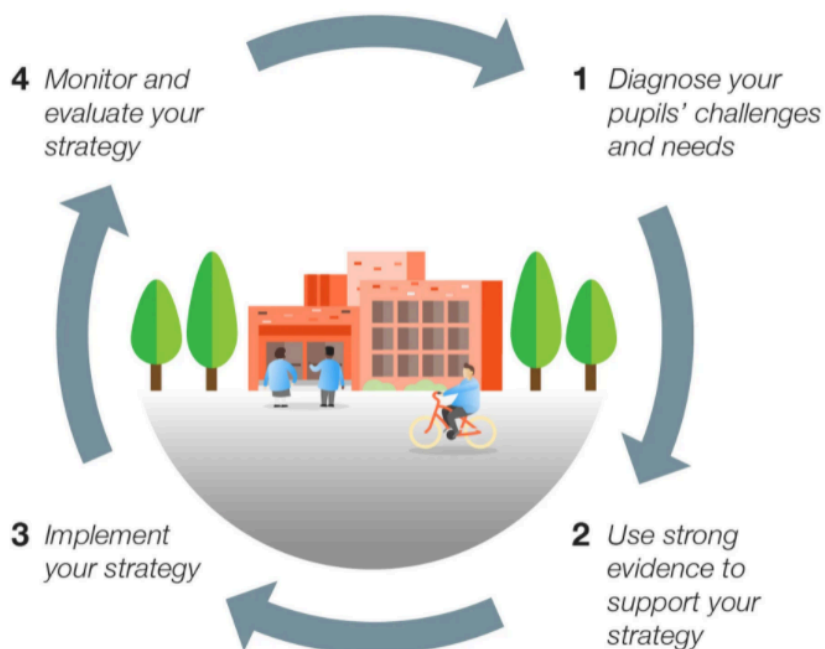 1 Diagnose your
pupils’ challenges
and needs
2 Use strong
evidence to
support your
strategy
3 Implement
your strategy
4 Monitor and
evaluate your
strategy